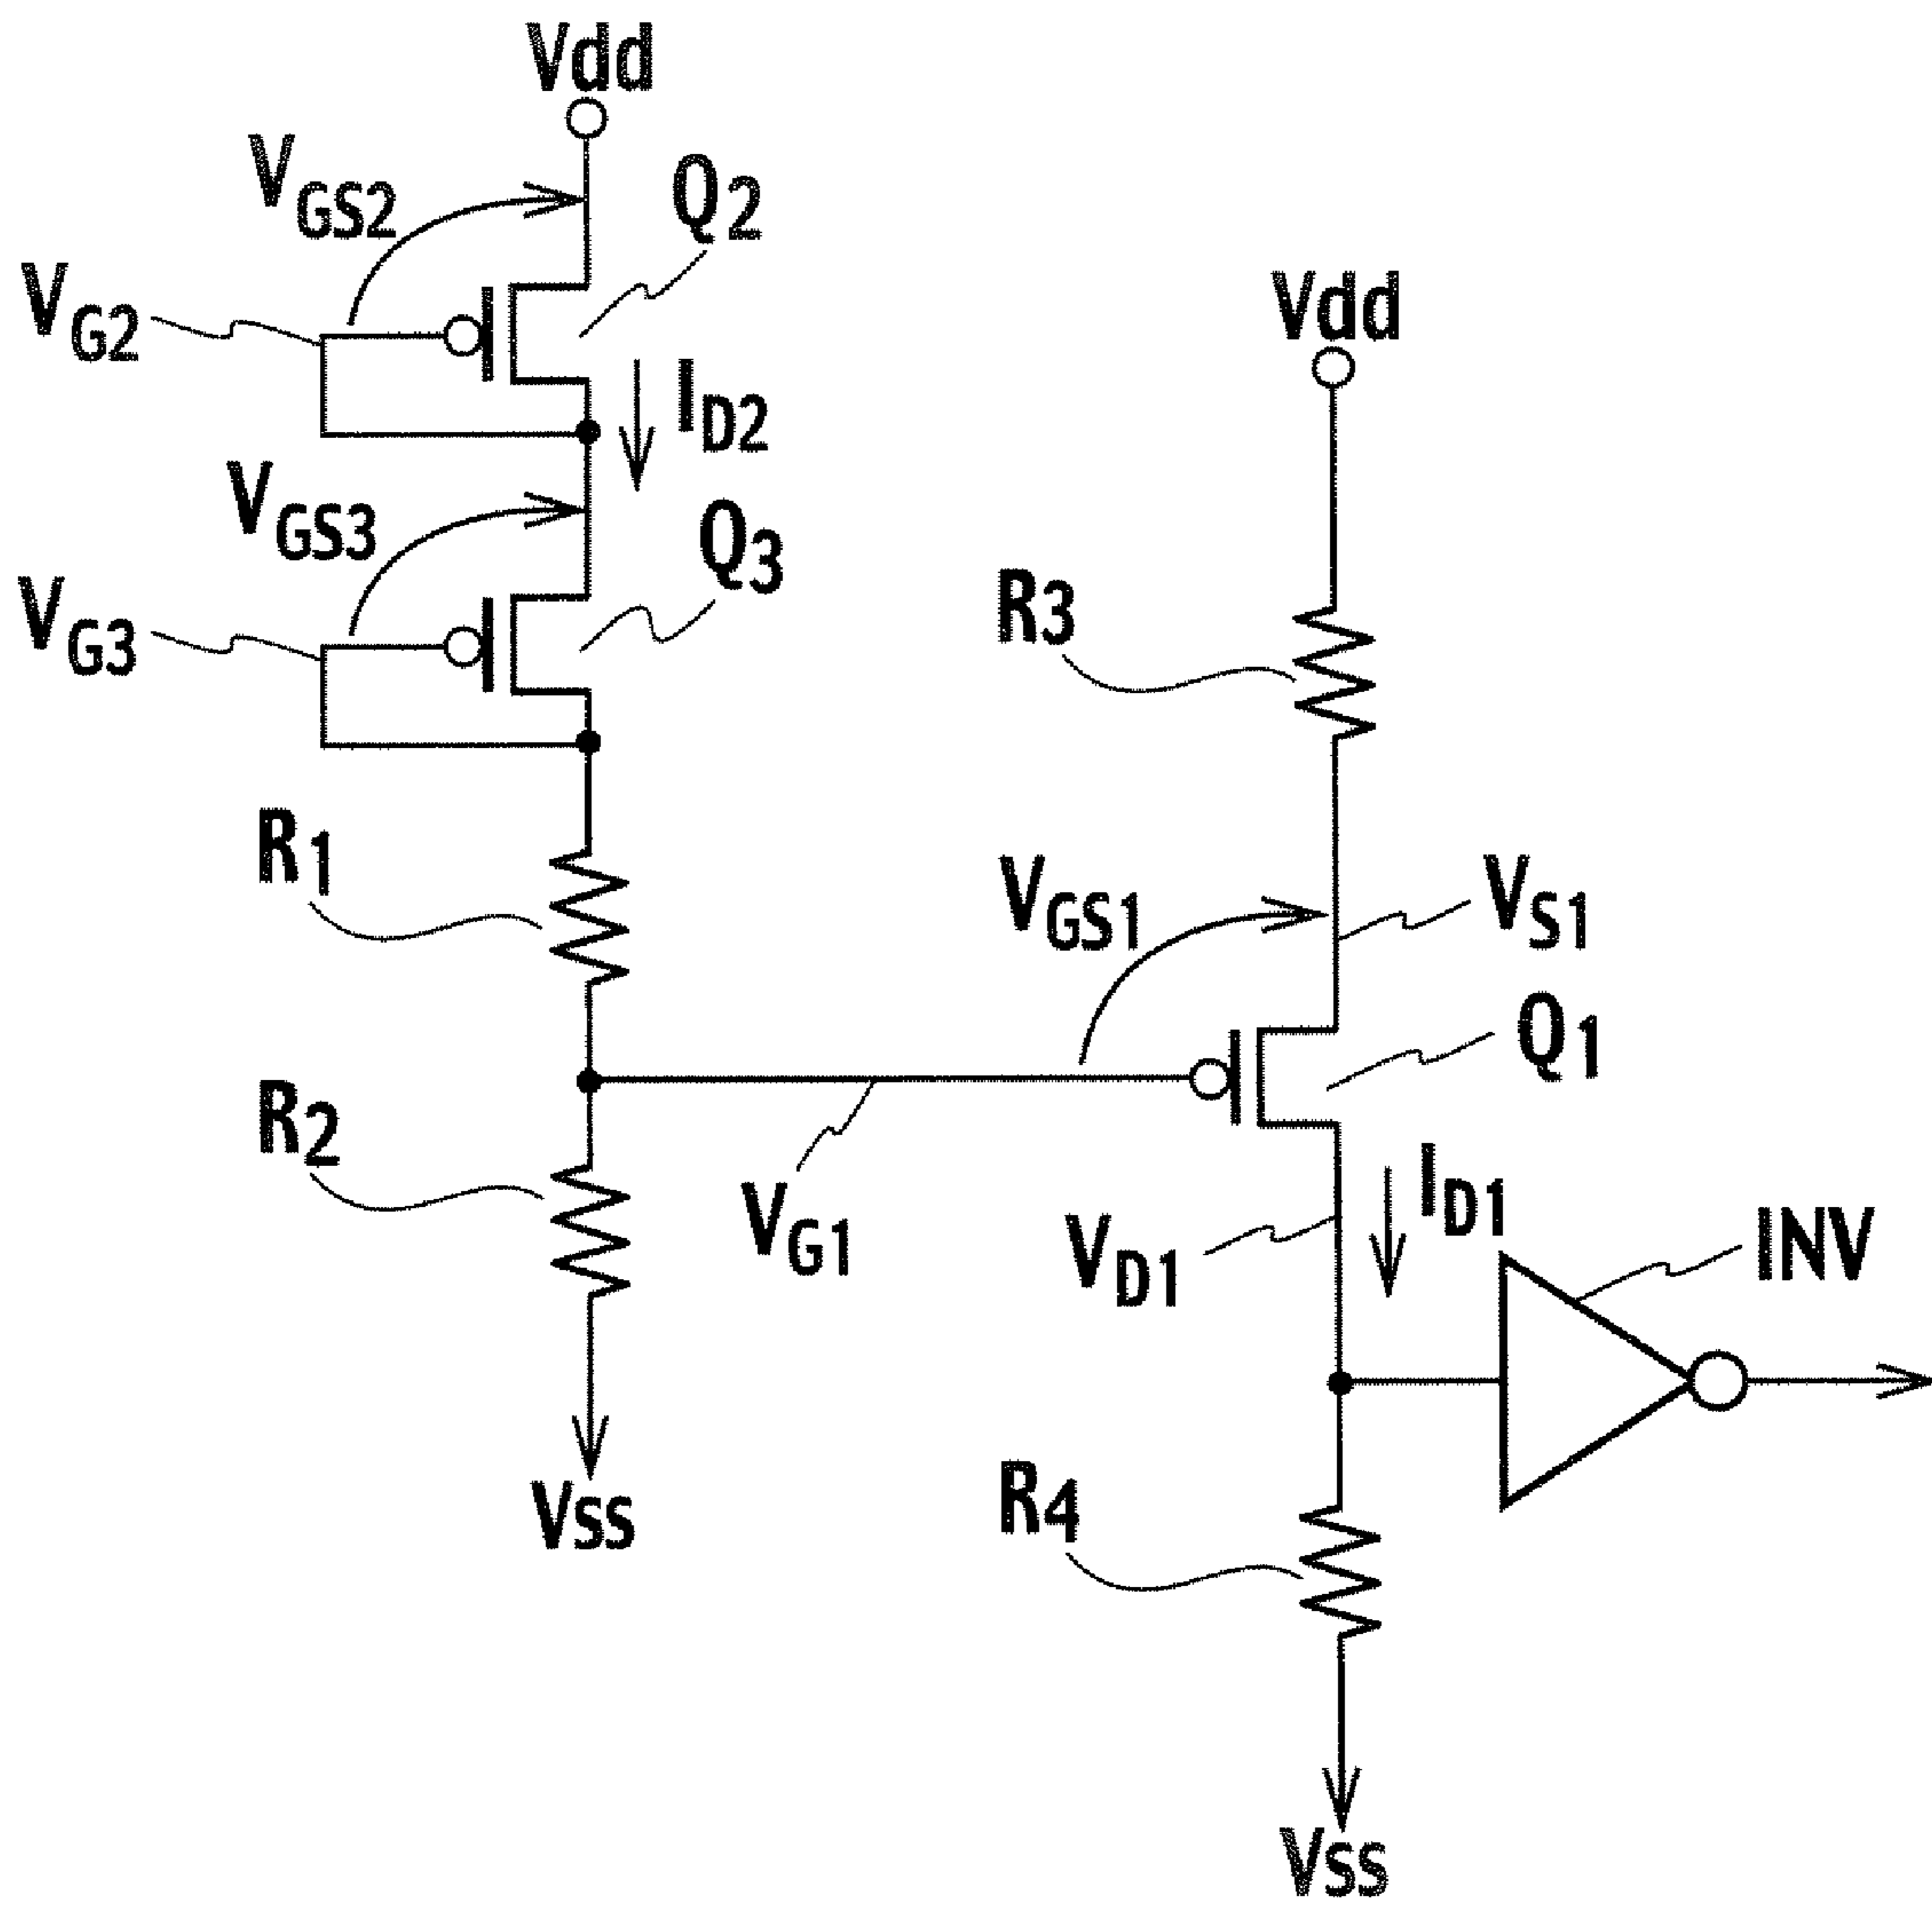 Vdd
VGS2
Q2
VG2
Vdd
ID2
VGS3
Q3
VG3
R3
R1
VGS1
VS1
Q1
R2
ID1
VG1
VD1
INV
R4
VSS
VSS